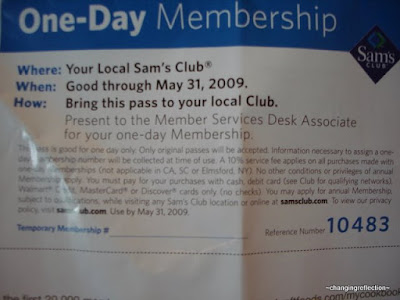 One-Day Membership
Sam's
CLUB
Where: Your Local Sam's Club®
When: Good through May 31, 2009.
How: Bring this pass to your local Club.
Present to the Member Services Desk Associate
for your one-day Membership.
This pass is good for one day only. Only original passes will be accepted. Information necessary to assign a one-
day membership number will be collected at time of use. A 10% service fee applies on all purchases made with
one-day memberships (not applicable in CA, SC or Elmsford, NY). No other conditions or privileges of annual
Membership apply. You must pay for your purchases with cash, debit card (see Club for qualifying networks),
Walmart® Credit, MasterCard® or Discover® cards only (no checks). You may apply for annual Membership,
subject to qualifications, while visiting any Sam's Club location or online at samsclub.com. To view our privacy
policy, visit samsclub.com. Use by May 31, 2009.
Temporary Membership #
Reference Number 10483
the first 20,000
foods.com/mycookbook
~changingreflection~